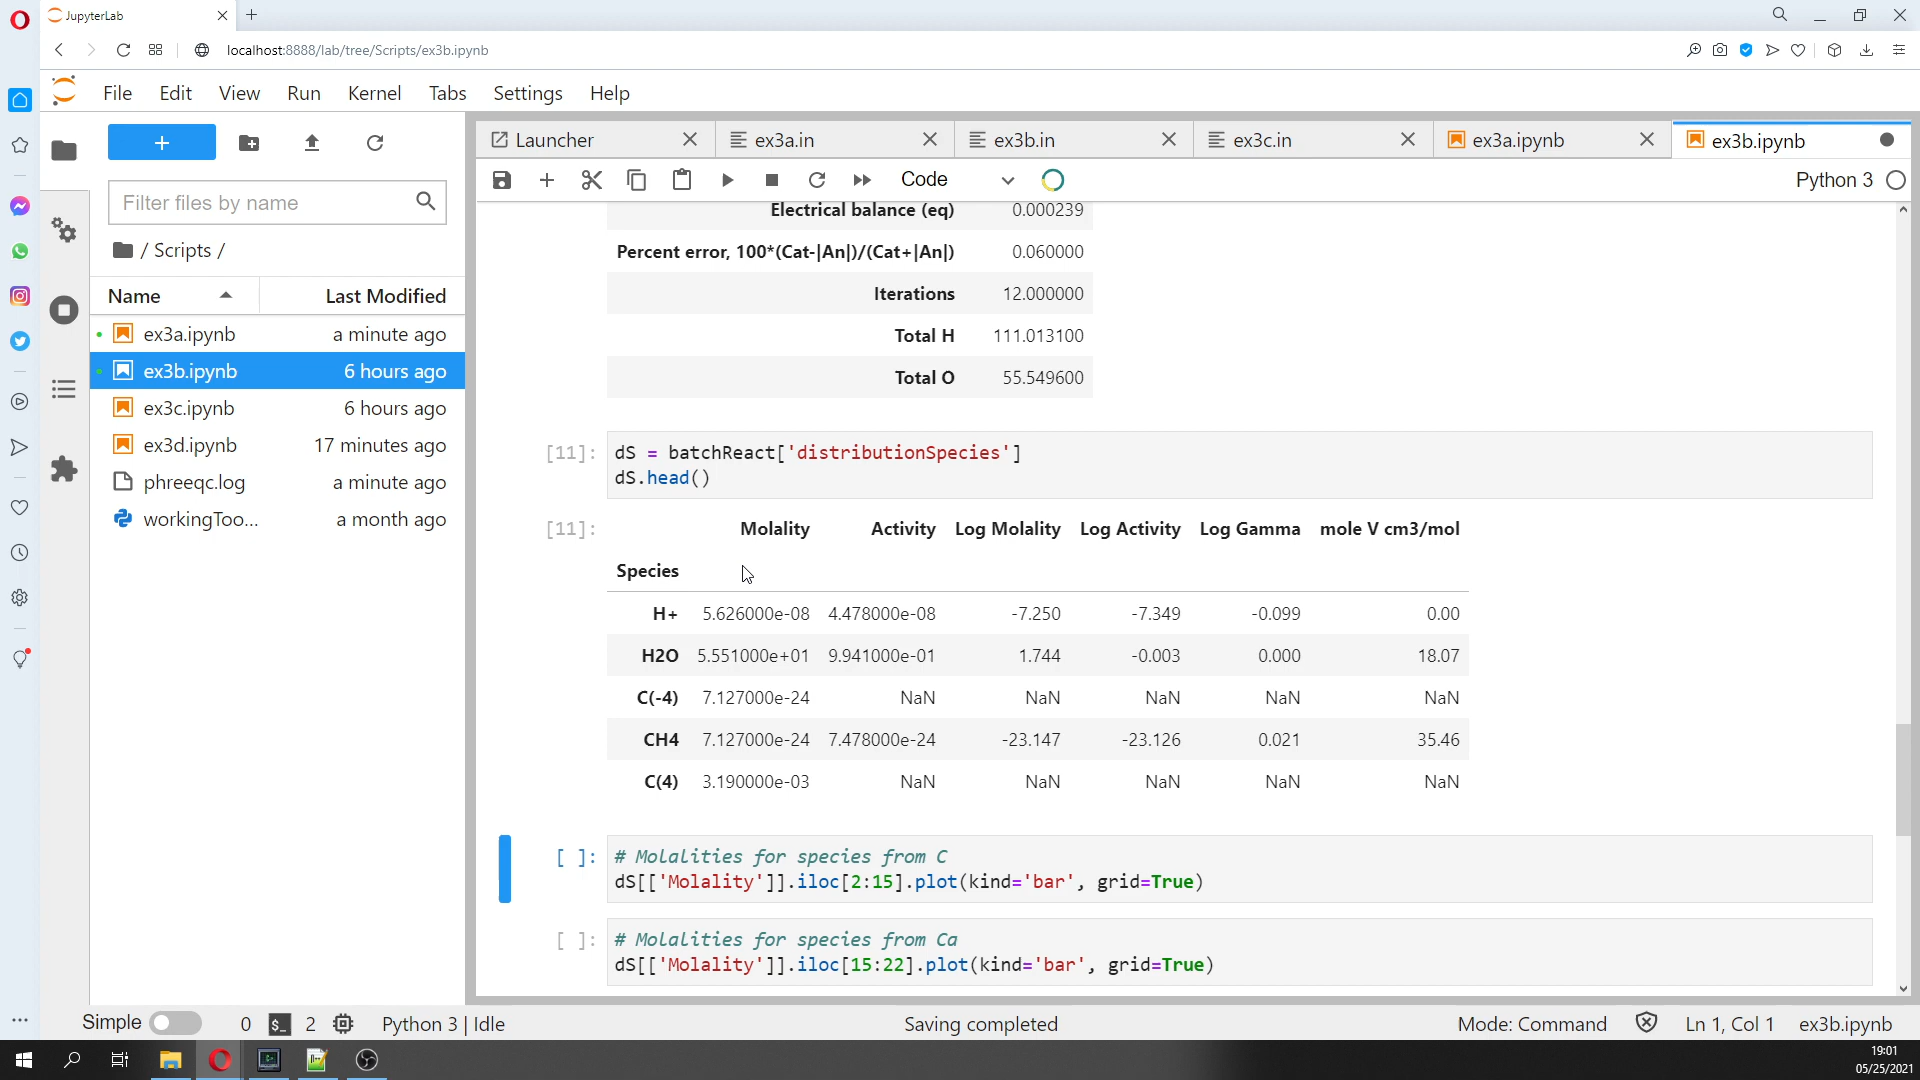 JupyterLab
localhost:8888/lab/tree/Scripts/ex3b.ipynb
File Edit View Run Kernel Tabs Settings Help
Launcher ex3a.in ex3b.in ex3c.in ex3a.ipynb ex3b.ipynb
Code Python 3
Filter files by name
/ Scripts /
Name Last Modified
ex3a.ipynb a minute ago
ex3b.ipynb 6 hours ago
ex3c.ipynb 6 hours ago
ex3d.ipynb 17 minutes ago
phreeqc.log a minute ago
workingToo... a month ago
Electrical balance (eq) 0.000239
Percent error, 100*(Cat-|An|)/(Cat+|An|) 0.060000
Iterations 12.000000
Total H 111.013100
Total O 55.549600
[11]: dS = batchReact['distributionSpecies']
dS.head()
[11]: Molality Activity Log Molality Log Activity Log Gamma mole V cm3/mol
Species
H+ 5.626000e-08 4.478000e-08 -7.250 -7.349 -0.099 0.00
H2O 5.551000e+01 9.941000e-01 1.744 -0.003 0.000 18.07
C(-4) 7.127000e-24 NaN NaN NaN NaN NaN
CH4 7.127000e-24 7.478000e-24 -23.147 -23.126 0.021 35.46
C(4) 3.190000e-03 NaN NaN NaN NaN NaN
[ ]: # Molalities for species from C
dS[['Molality']].iloc[2:15].plot(kind='bar', grid=True)
[ ]: # Molalities for species from Ca
dS[['Molality']].iloc[15:22].plot(kind='bar', grid=True)
Simple 0 $_ 2 Python 3 | Idle Saving completed Mode: Command Ln 1, Col 1 ex3b.ipynb
19:01
05/25/2021